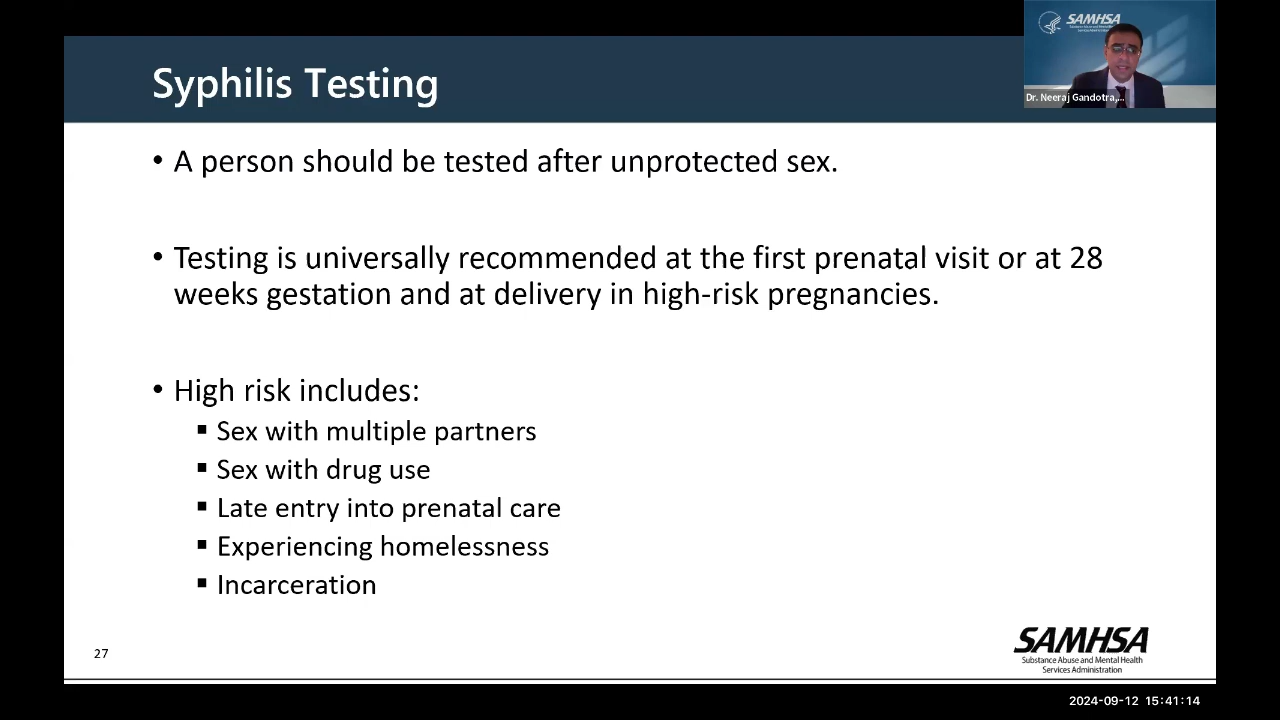 SAMHSA
Dr. Neeraj Gandotra,...
Syphilis Testing
• A person should be tested after unprotected sex.
• Testing is universally recommended at the first prenatal visit or at 28
weeks gestation and at delivery in high-risk pregnancies.
• High risk includes:
▪ Sex with multiple partners
▪ Sex with drug use
▪ Late entry into prenatal care
▪ Experiencing homelessness
▪ Incarceration
27
SAMHSA
Substance Abuse and Mental Health
Services Administration
2024-09-12 15:41:14